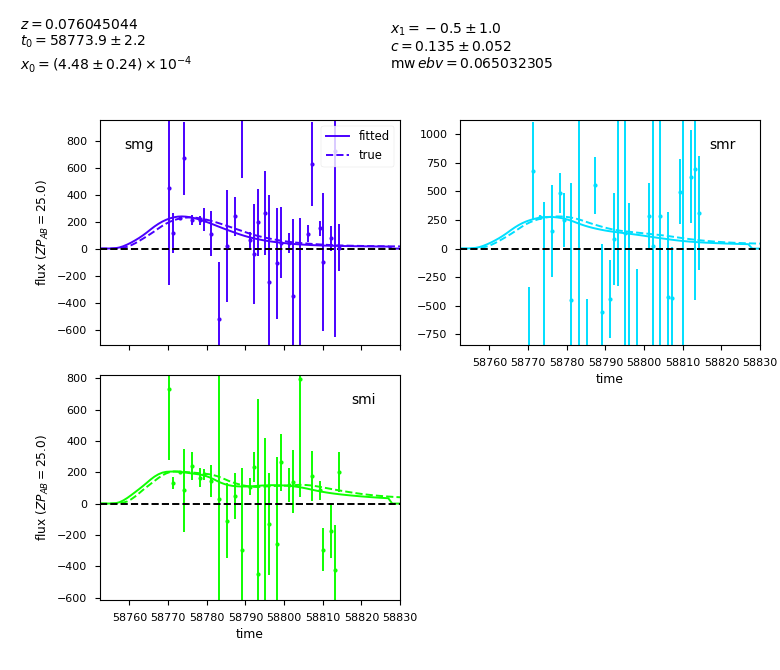 z = 0.076045044
t₀ = 58773.9 ± 2.2
x₀ = (4.48 ± 0.24) × 10⁻⁴
x₁ = −0.5 ± 1.0
c = 0.135 ± 0.052
mw ebv = 0.065032305
smg
fitted
true
800
600
400
200
0
−200
−400
−600
flux (ZP_AB = 25.0)
smr
1000
750
500
250
0
−250
−500
−750
58760 58770 58780 58790 58800 58810 58820 58830
time
smi
800
600
400
200
0
−200
−400
−600
flux (ZP_AB = 25.0)
58760 58770 58780 58790 58800 58810 58820 58830
time